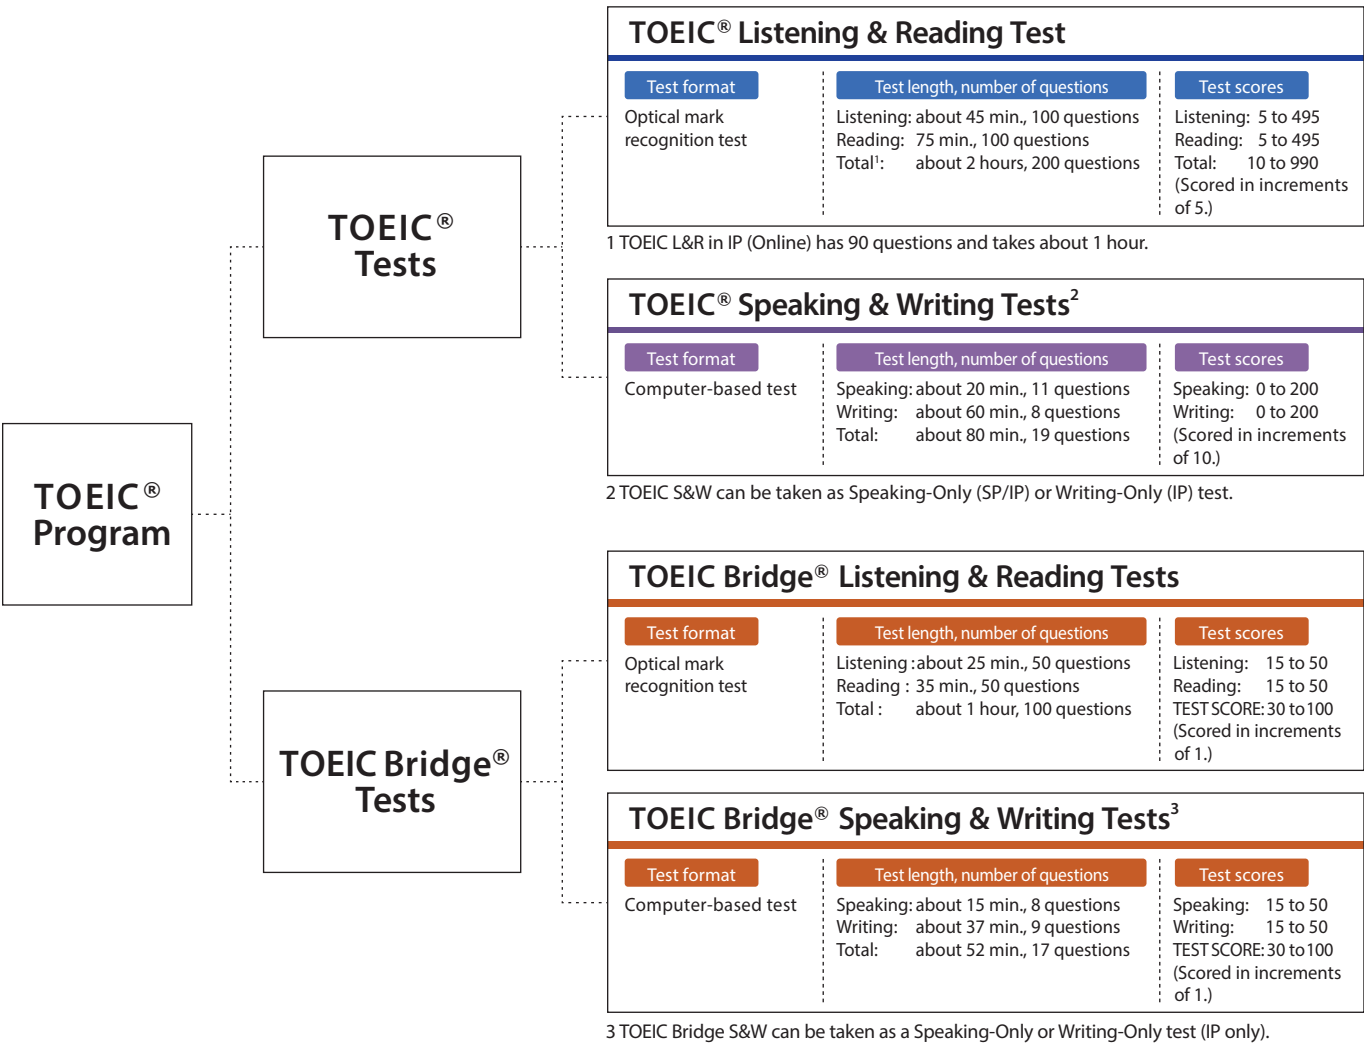 TOEIC®
Program
TOEIC®
Tests
TOEIC® Listening & Reading Test
Test format
Optical mark
recognition test
Test length, number of questions
Listening: about 45 min., 100 questions
Reading: 75 min., 100 questions
Total¹: about 2 hours, 200 questions
Test scores
Listening: 5 to 495
Reading: 5 to 495
Total: 10 to 990
(Scored in increments
of 5.)
1 TOEIC L&R in IP (Online) has 90 questions and takes about 1 hour.
TOEIC® Speaking & Writing Tests²
Test format
Computer-based test
Test length, number of questions
Speaking: about 20 min., 11 questions
Writing: about 60 min., 8 questions
Total: about 80 min., 19 questions
Test scores
Speaking: 0 to 200
Writing: 0 to 200
(Scored in increments
of 10.)
2 TOEIC S&W can be taken as Speaking-Only (SP/IP) or Writing-Only (IP) test.
TOEIC Bridge®
Tests
TOEIC Bridge® Listening & Reading Tests
Test format
Optical mark
recognition test
Test length, number of questions
Listening : about 25 min., 50 questions
Reading : 35 min., 50 questions
Total : about 1 hour, 100 questions
Test scores
Listening: 15 to 50
Reading: 15 to 50
TEST SCORE: 30 to 100
(Scored in increments
of 1.)
TOEIC Bridge® Speaking & Writing Tests³
Test format
Computer-based test
Test length, number of questions
Speaking: about 15 min., 8 questions
Writing: about 37 min., 9 questions
Total: about 52 min., 17 questions
Test scores
Speaking: 15 to 50
Writing: 15 to 50
TEST SCORE: 30 to 100
(Scored in increments
of 1.)
3 TOEIC Bridge S&W can be taken as a Speaking-Only or Writing-Only test (IP only).